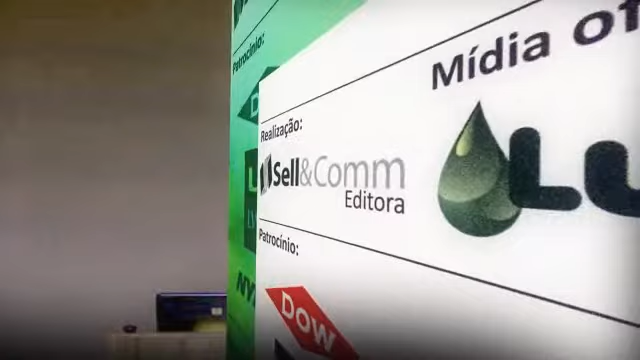 Patrocínio:
Mídia of
Realização:
Sell&Comm
Editora
Patrocínio:
Dow